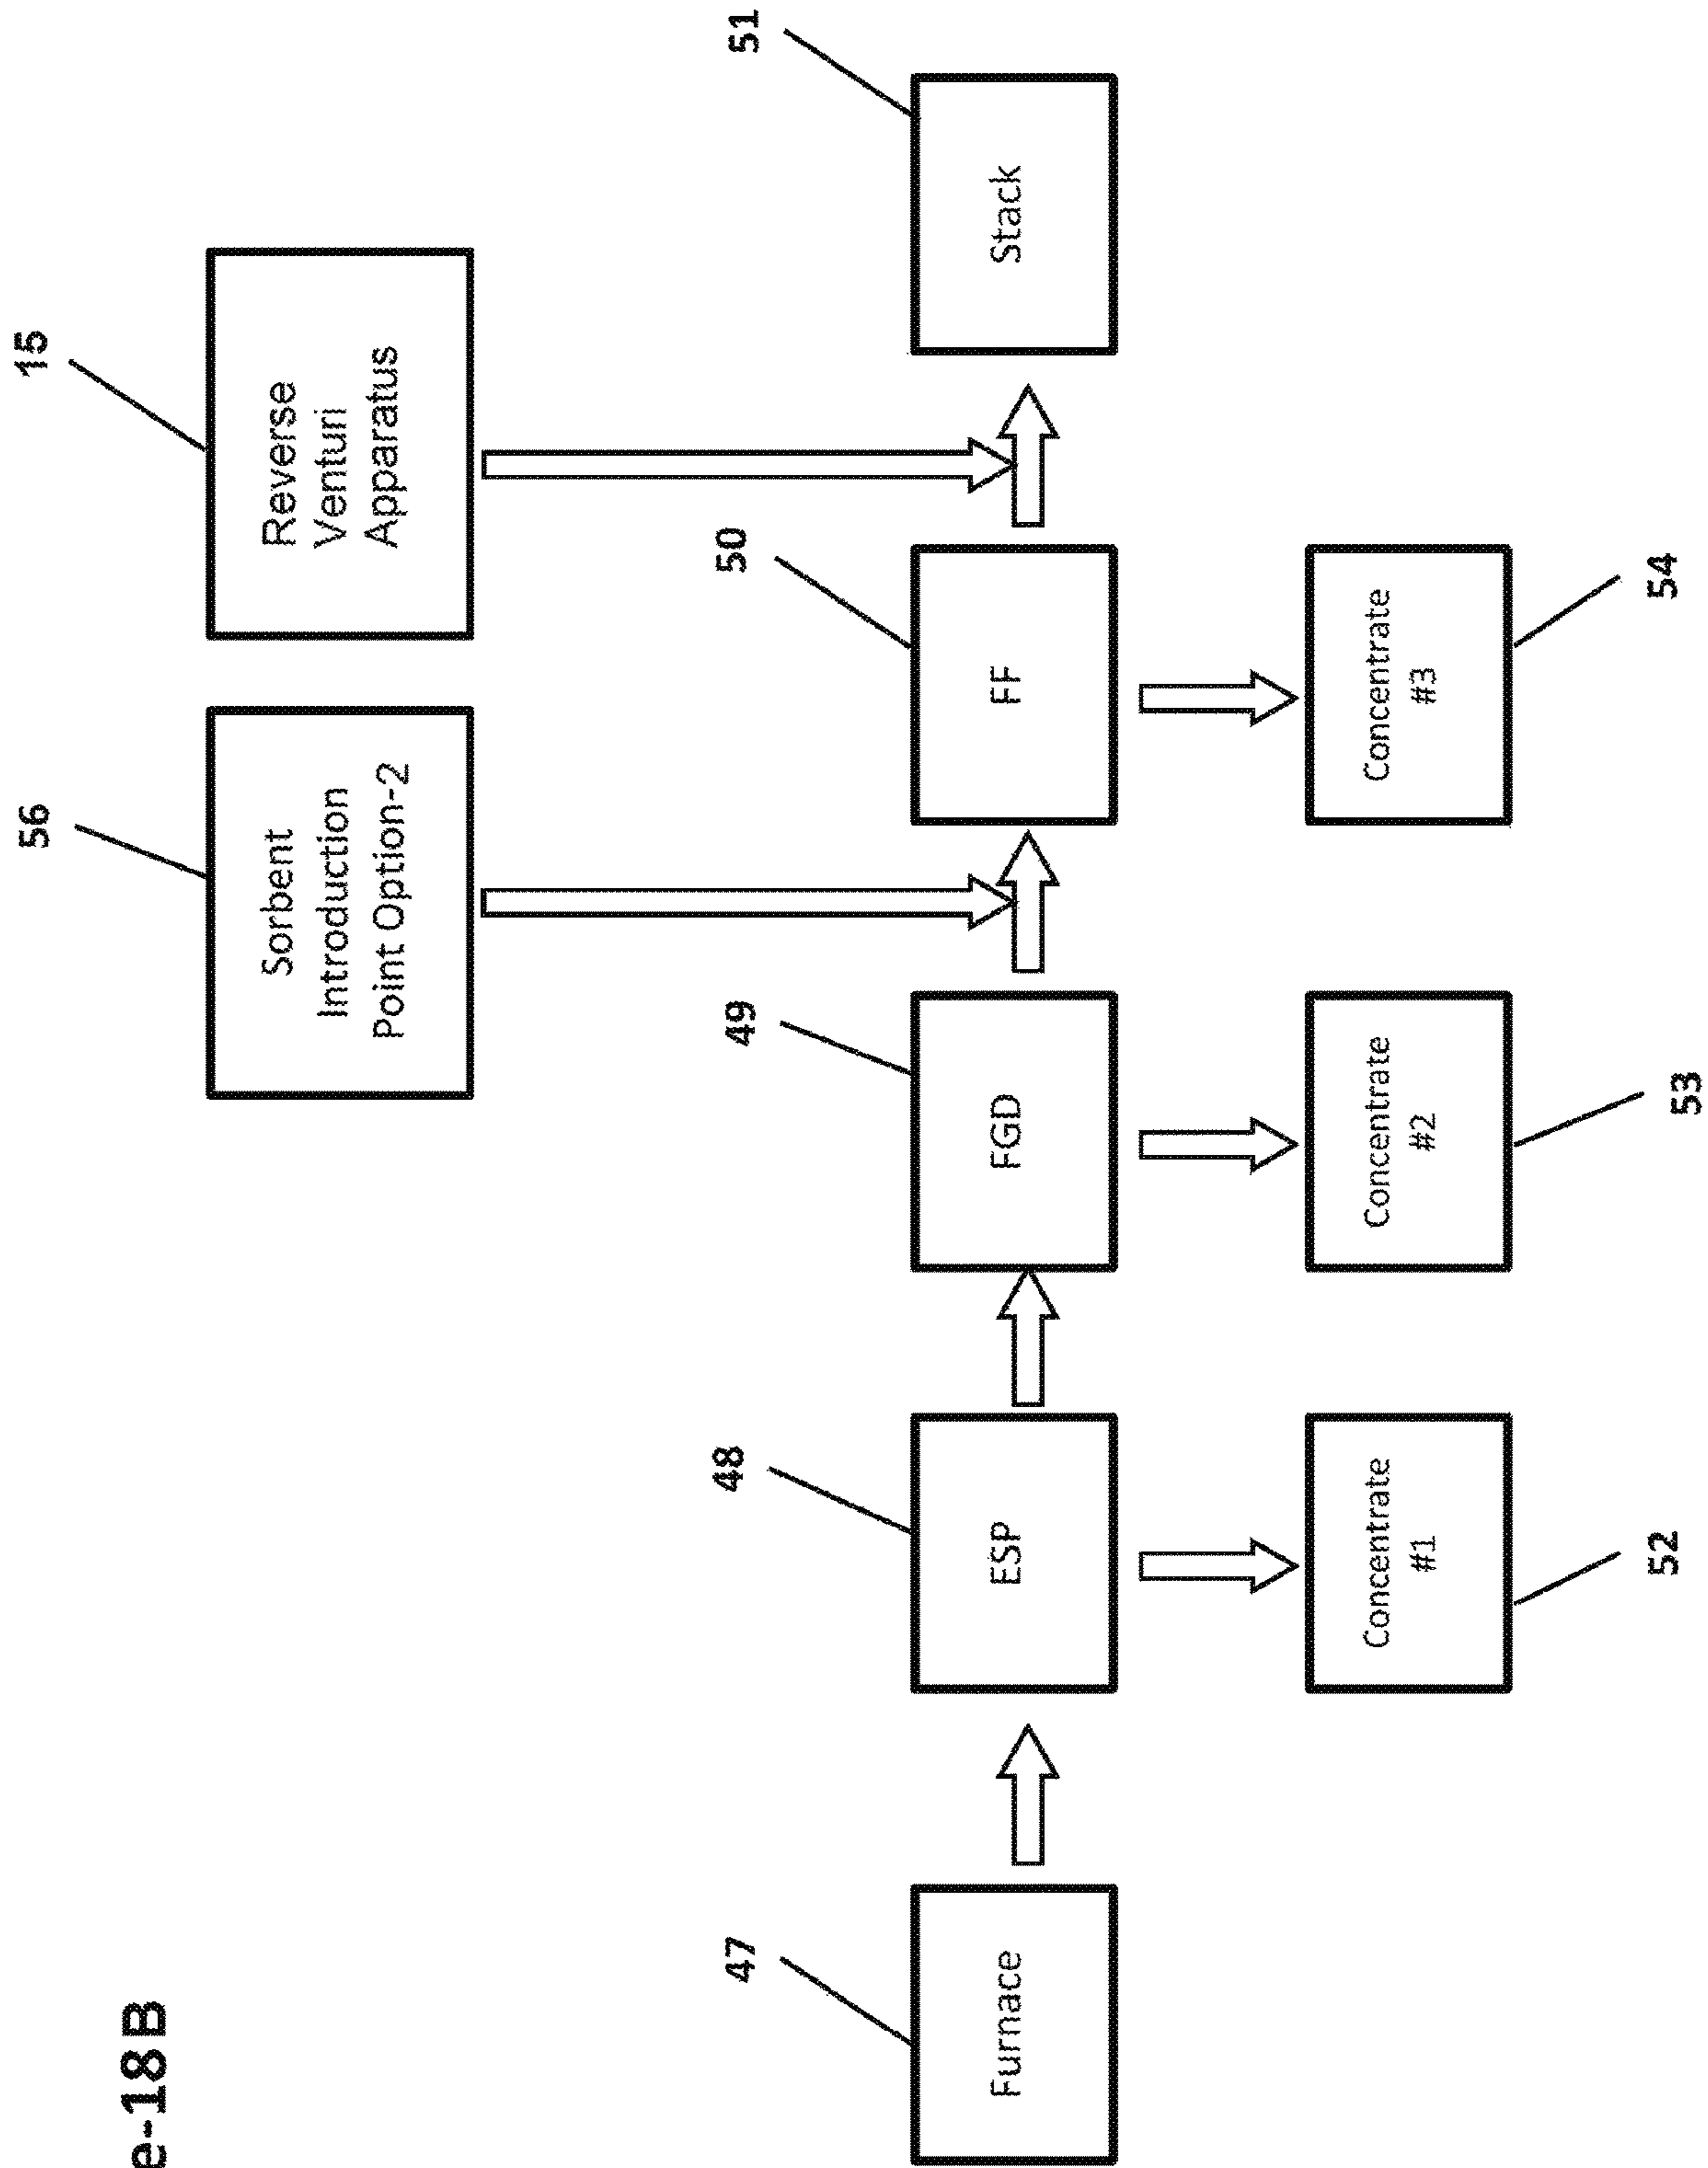 e-18B
56
15
Sorbent
Introduction
Point Option-2
Reverse
Venturi
Apparatus
47
48
49
50
51
Furnace
ESP
FGD
FF
Stack
Concentrate
#1
Concentrate
#2
Concentrate
#3
52
53
54